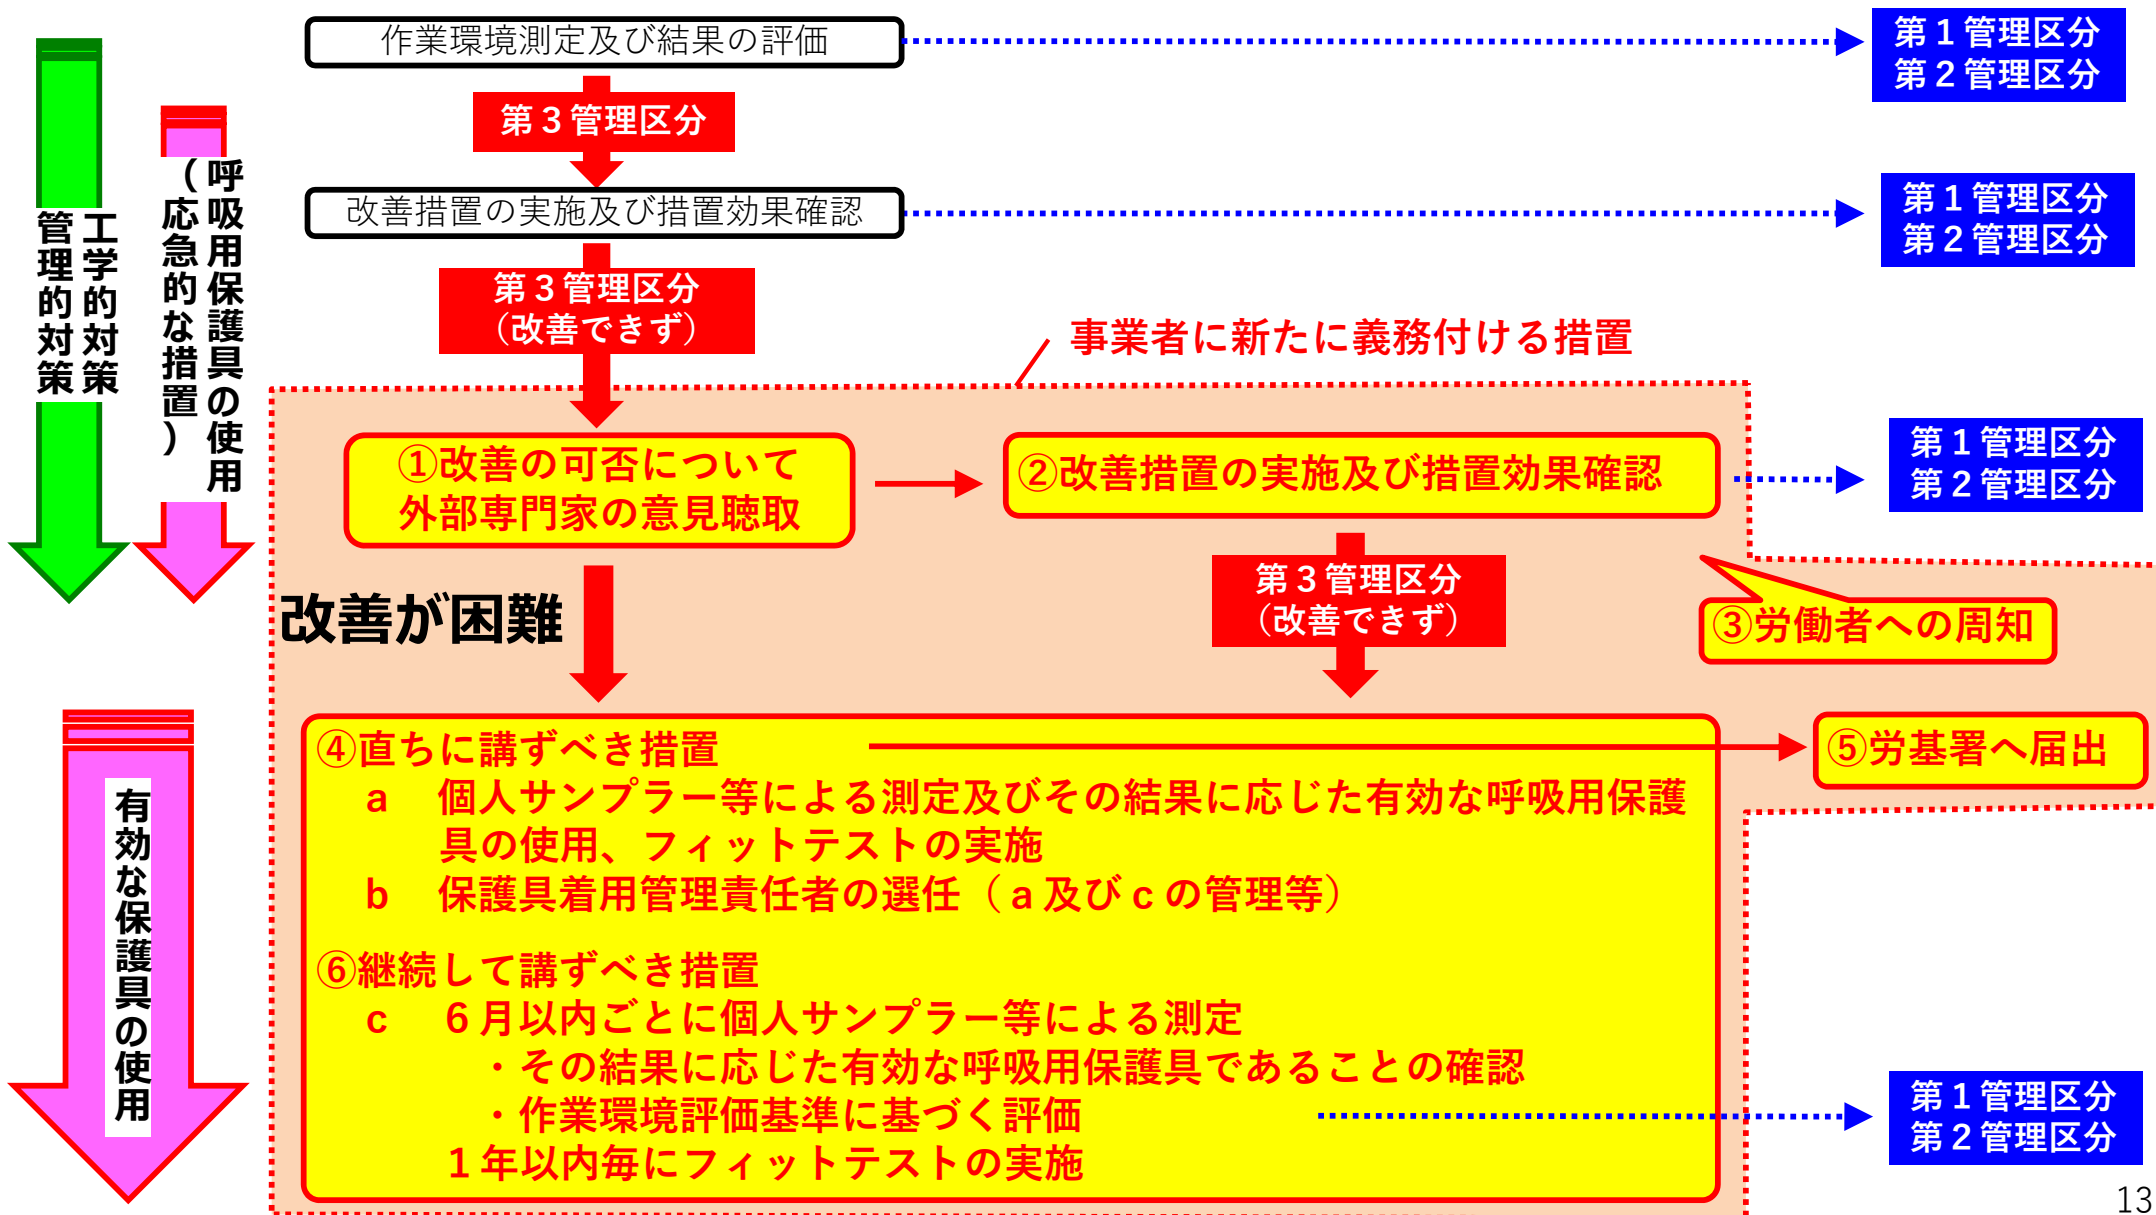 作業環境測定及び結果の評価
第１管理区分
第２管理区分
第３管理区分
改善措置の実施及び措置効果確認
第１管理区分
第２管理区分
第３管理区分
（改善できず）
工学的対策
管理的対策
呼吸用保護具の使用
（応急的な措置）
事業者に新たに義務付ける措置
①改善の可否について
外部専門家の意見聴取
②改善措置の実施及び措置効果確認
第１管理区分
第２管理区分
改善が困難
第３管理区分
（改善できず）
③労働者への周知
④直ちに講ずべき措置
a　個人サンプラー等による測定及びその結果に応じた有効な呼吸用保護
具の使用、フィットテストの実施
b　保護具着用管理責任者の選任（a及びcの管理等）
⑤労基署へ届出
⑥継続して講ずべき措置
c　６月以内ごとに個人サンプラー等による測定
・その結果に応じた有効な呼吸用保護具であることの確認
・作業環境評価基準に基づく評価
１年以内毎にフィットテストの実施
第１管理区分
第２管理区分
有効な保護具の使用
13